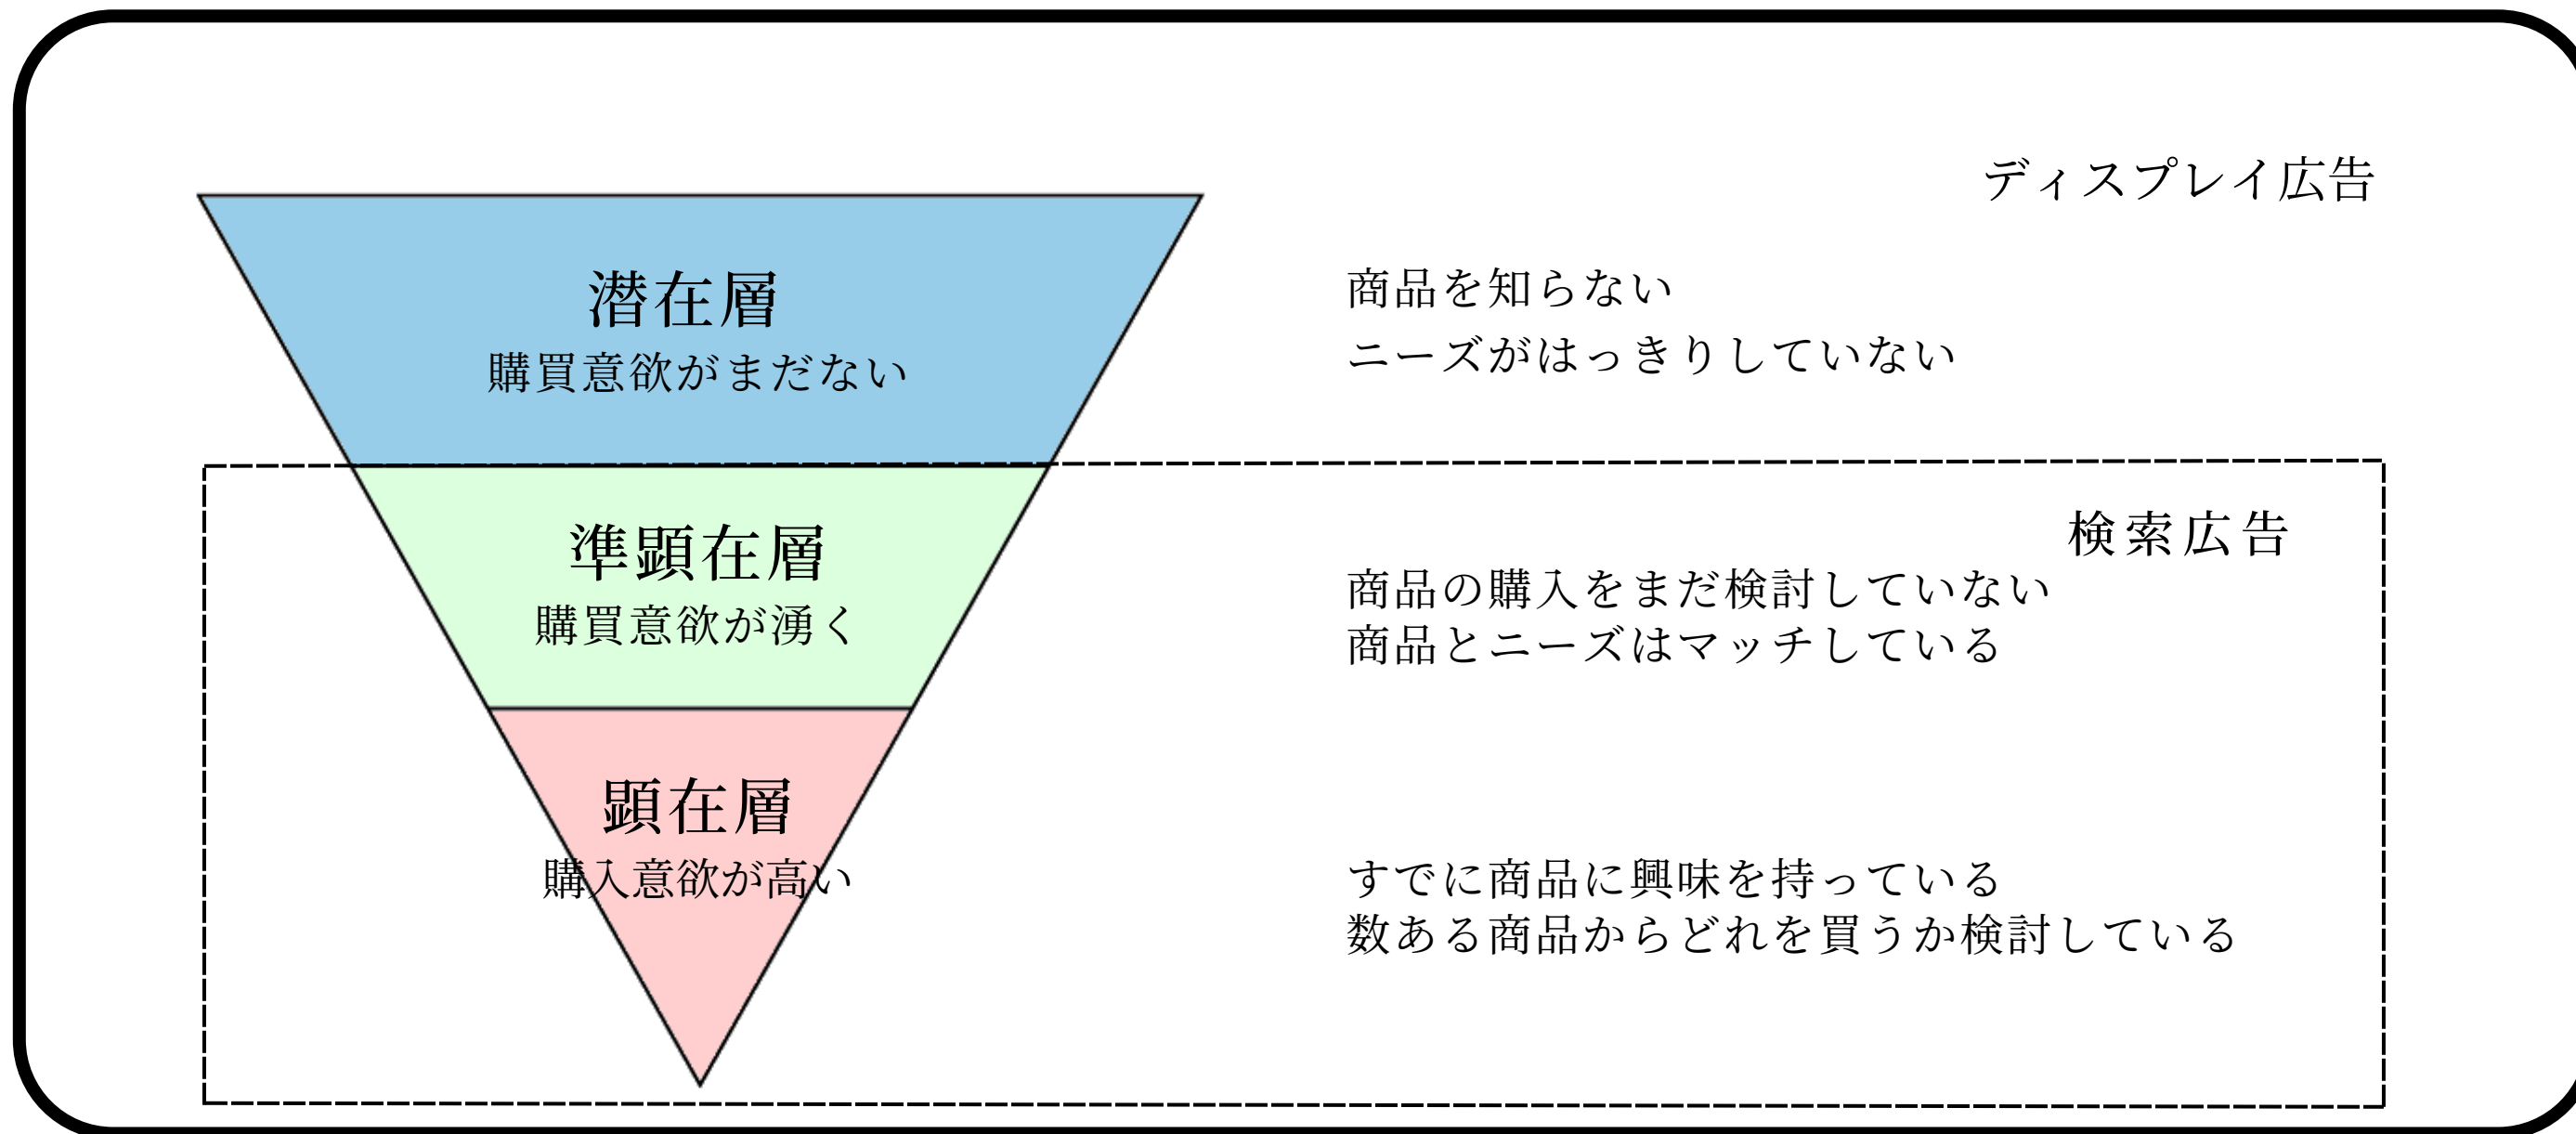 ディスプレイ広告
潜在層
購買意欲がまだない
商品を知らない
ニーズがはっきりしていない
検索広告
準顕在層
購買意欲が湧く
商品の購入をまだ検討していない
商品とニーズはマッチしている
顕在層
購入意欲が高い
すでに商品に興味を持っている
数ある商品からどれを買うか検討している